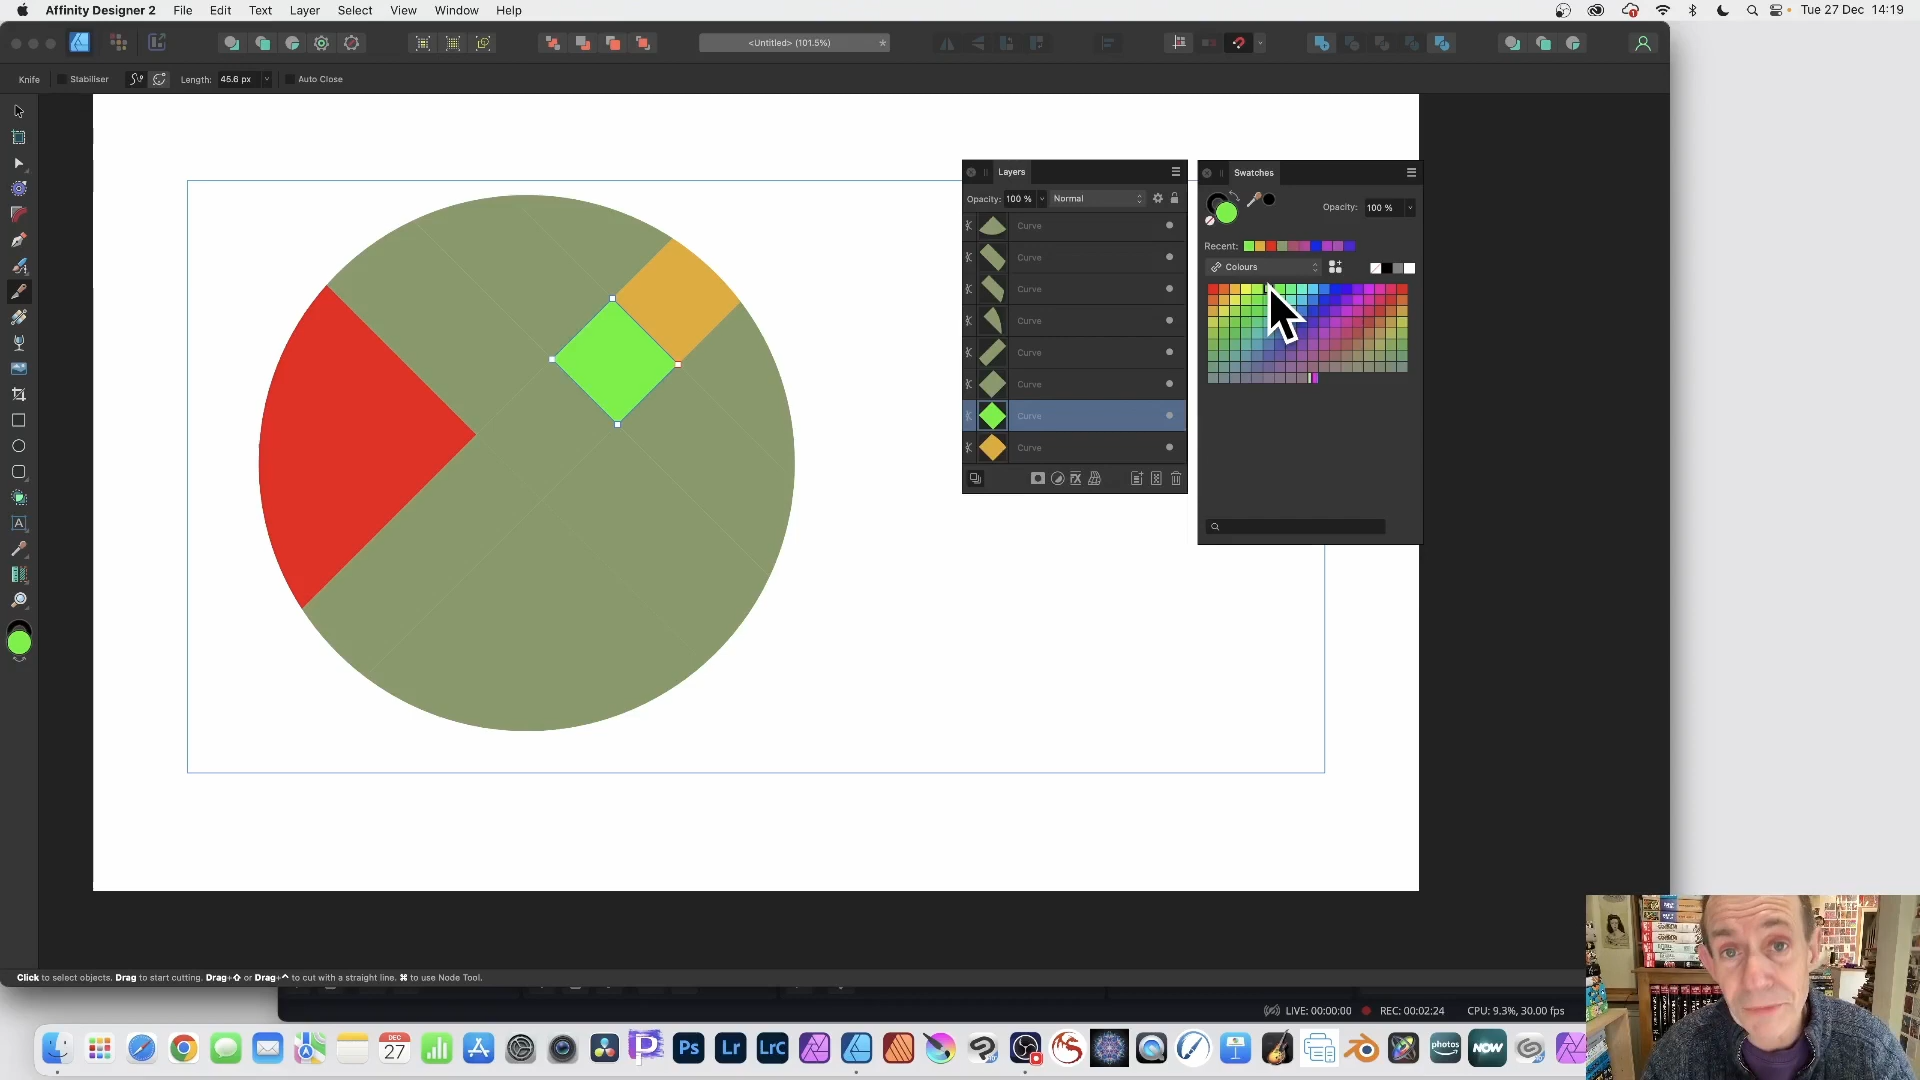 Affinity Designer 2 File Edit Text Layer Select View Window Help Tue 27 Dec 14:19
<Untitled> (101.5%) *
Knife Stabiliser Length: 45.6 px Auto Close
Layers
Opacity: 100 % Normal
Curve
Curve
Curve
Curve
Curve
Curve
Curve
Curve
Swatches
Opacity: 100 %
Recent:
Colours
Click to select objects. Drag to start cutting. Drag+⇧ or Drag+^ to cut with a straight line. ⌘ to use Node Tool.
LIVE: 00:00:00 REC: 00:02:24 CPU: 9.3%, 30.00 fps
DEC
27
Ps Lr LrC
photos
NOW